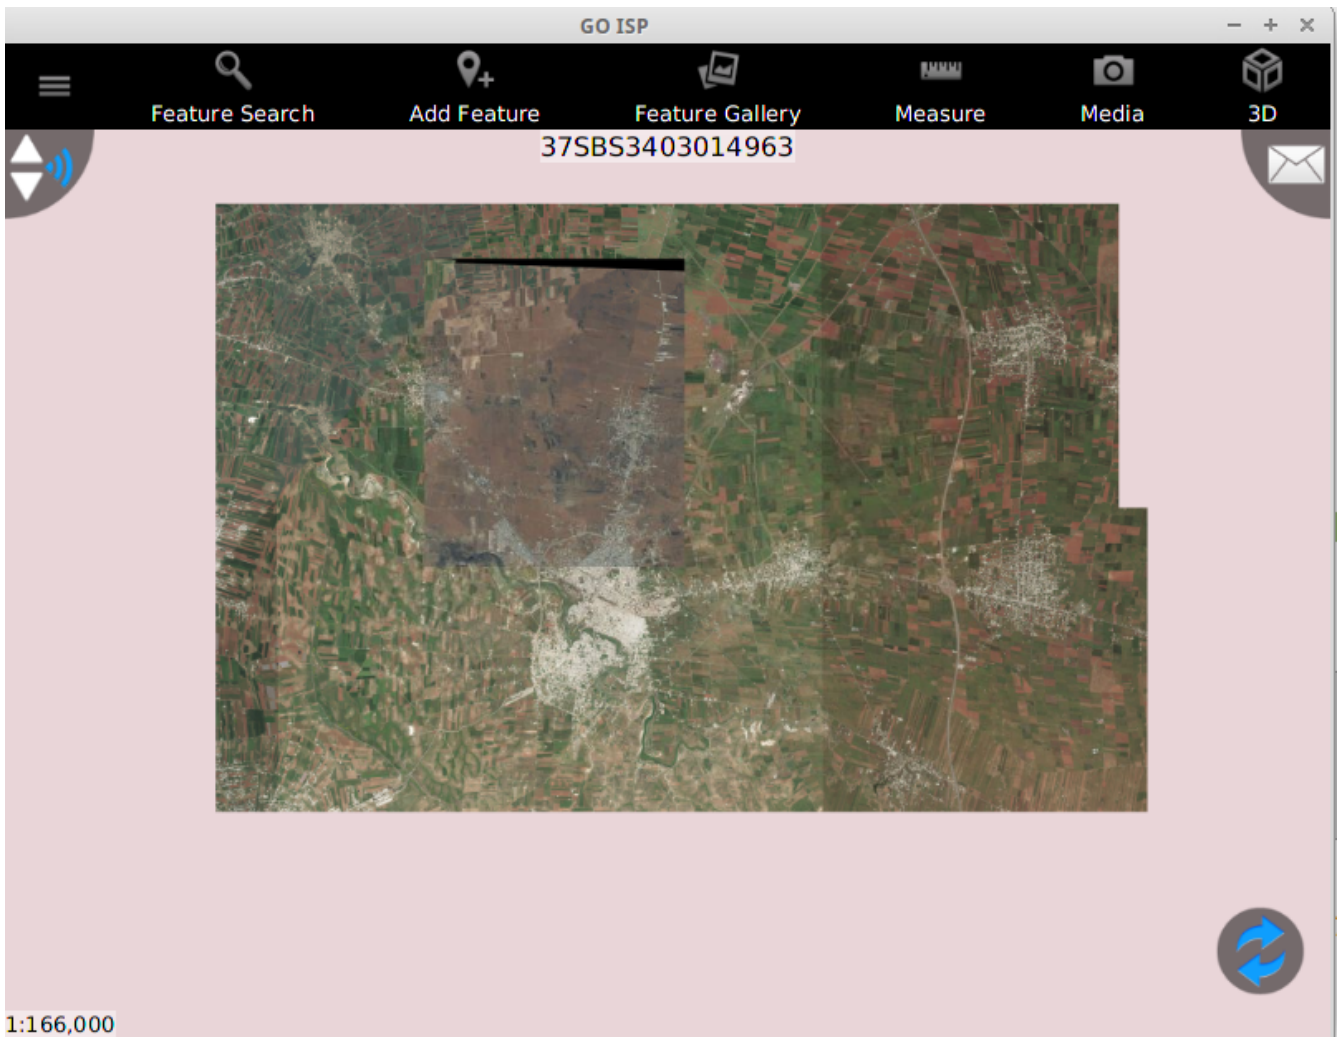 GO ISP
Feature Search
Add Feature
Feature Gallery
Measure
Media
3D
37SBS3403014963
1:166,000